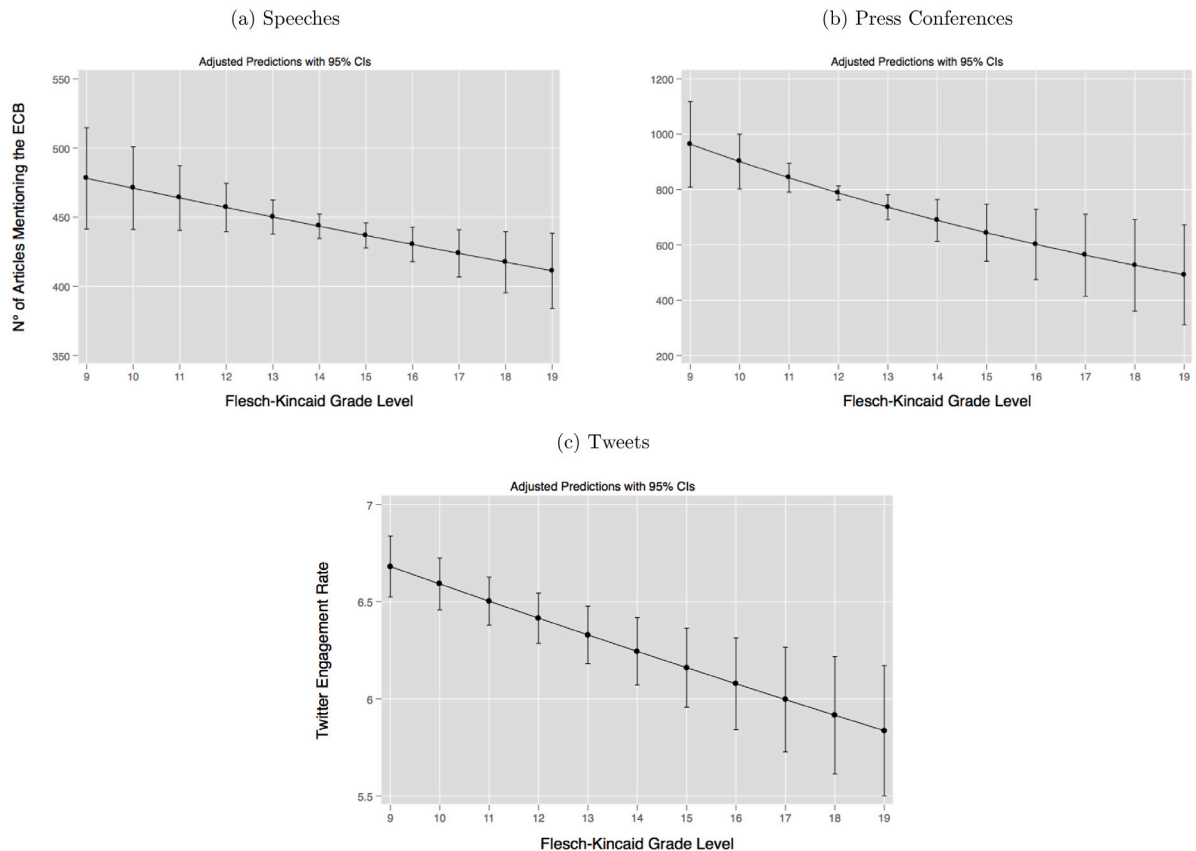 (a) Speeches
Adjusted Predictions with 95% CIs
N° of Articles Mentioning the ECB
550
500
450
400
350
9 10 11 12 13 14 15 16 17 18 19
Flesch-Kincaid Grade Level
(b) Press Conferences
Adjusted Predictions with 95% CIs
1200
1000
800
600
400
200
9 10 11 12 13 14 15 16 17 18 19
Flesch-Kincaid Grade Level
(c) Tweets
Adjusted Predictions with 95% CIs
Twitter Engagement Rate
7
6.5
6
5.5
9 10 11 12 13 14 15 16 17 18 19
Flesch-Kincaid Grade Level